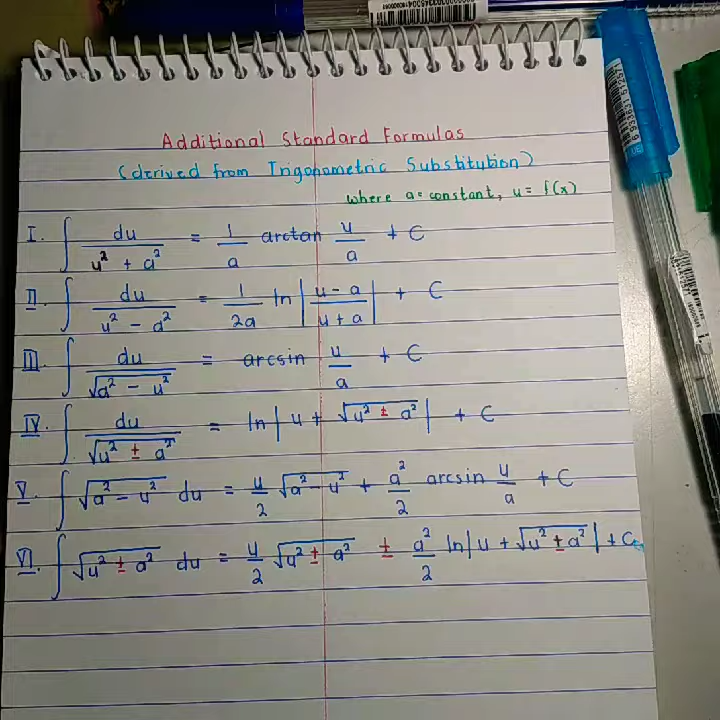 Additional Standard Formulas
(derived from Trigonometric Substitution)
where a = constant, u = f(x)
I. ∫ du / (u² + a²) = 1/a arctan u/a + C
II. ∫ du / (u² - a²) = 1/2a ln |(u - a)/(u + a)| + C
III. ∫ du / √(a² - u²) = arcsin u/a + C
IV. ∫ du / √(u² ± a²) = ln | u + √(u² ± a²) | + C
V. ∫ √(a² - u²) du = u/2 √(a² - u²) + a²/2 arcsin u/a + C
VI. ∫ √(u² ± a²) du = u/2 √(u² ± a²) ± a²/2 ln | u + √(u² ± a²) | + C